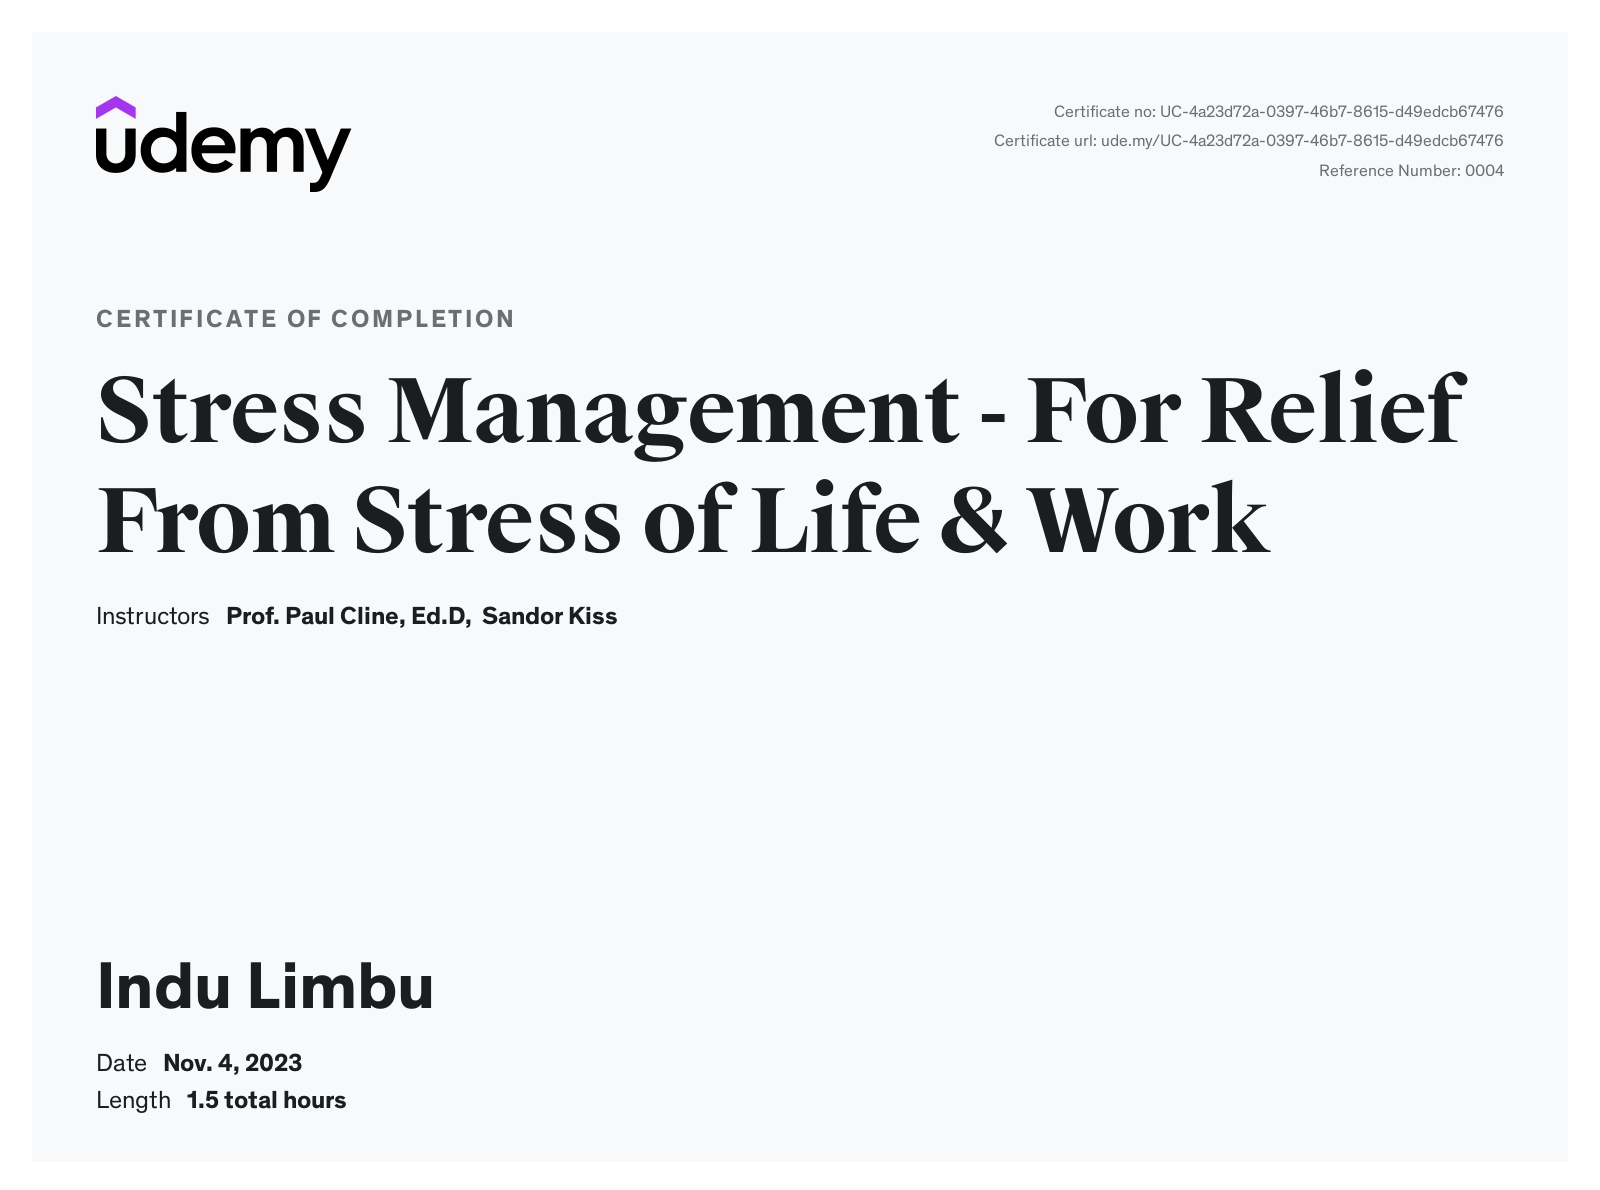 udemy
Certificate no: UC-4a23d72a-0397-46b7-8615-d49edcb67476
Certificate url: ude.my/UC-4a23d72a-0397-46b7-8615-d49edcb67476
Reference Number: 0004
CERTIFICATE OF COMPLETION
Stress Management - For Relief
From Stress of Life & Work
Instructors Prof. Paul Cline, Ed.D, Sandor Kiss
Indu Limbu
Date Nov. 4, 2023
Length 1.5 total hours